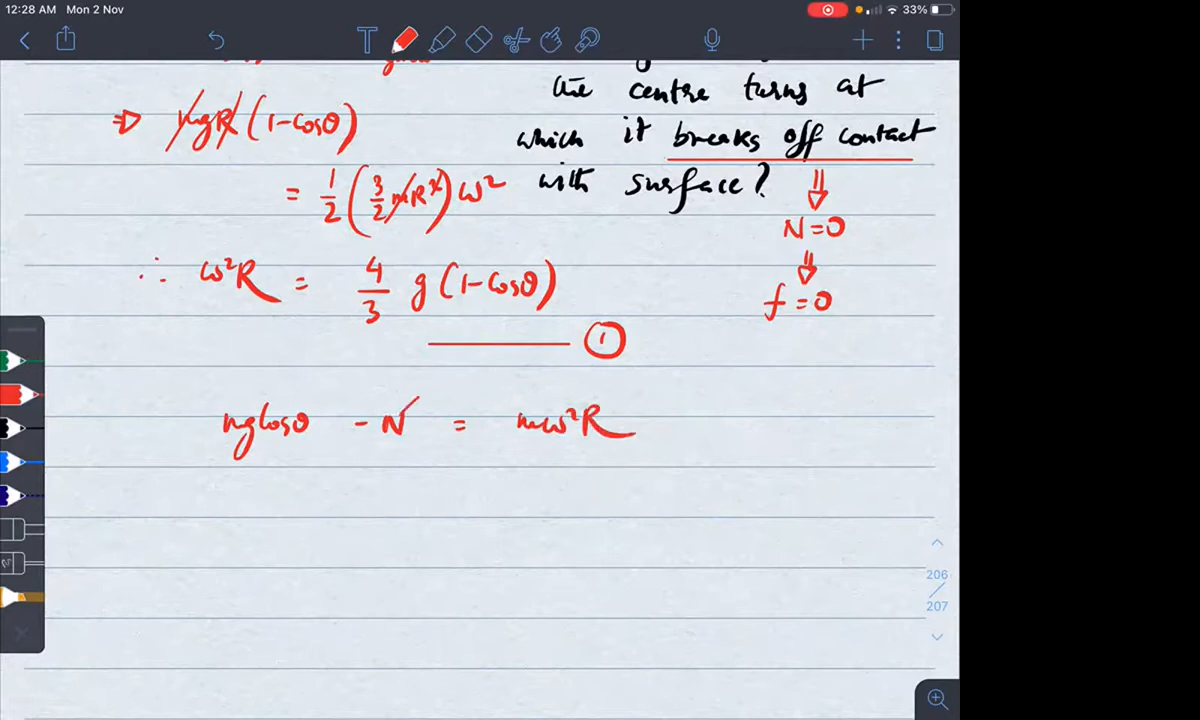 12:28 AM Mon 2 Nov
33%
the centre turns at
which it breaks off contact
with surface?
⇒ mgR (1-cosθ)
= 1/2 (3/2 mR²) ω²
⇓
N=0
⇓
f=0
∴ ω²R = 4/3 g (1-cosθ)
①
mgcosθ - N = mω²R
206
207